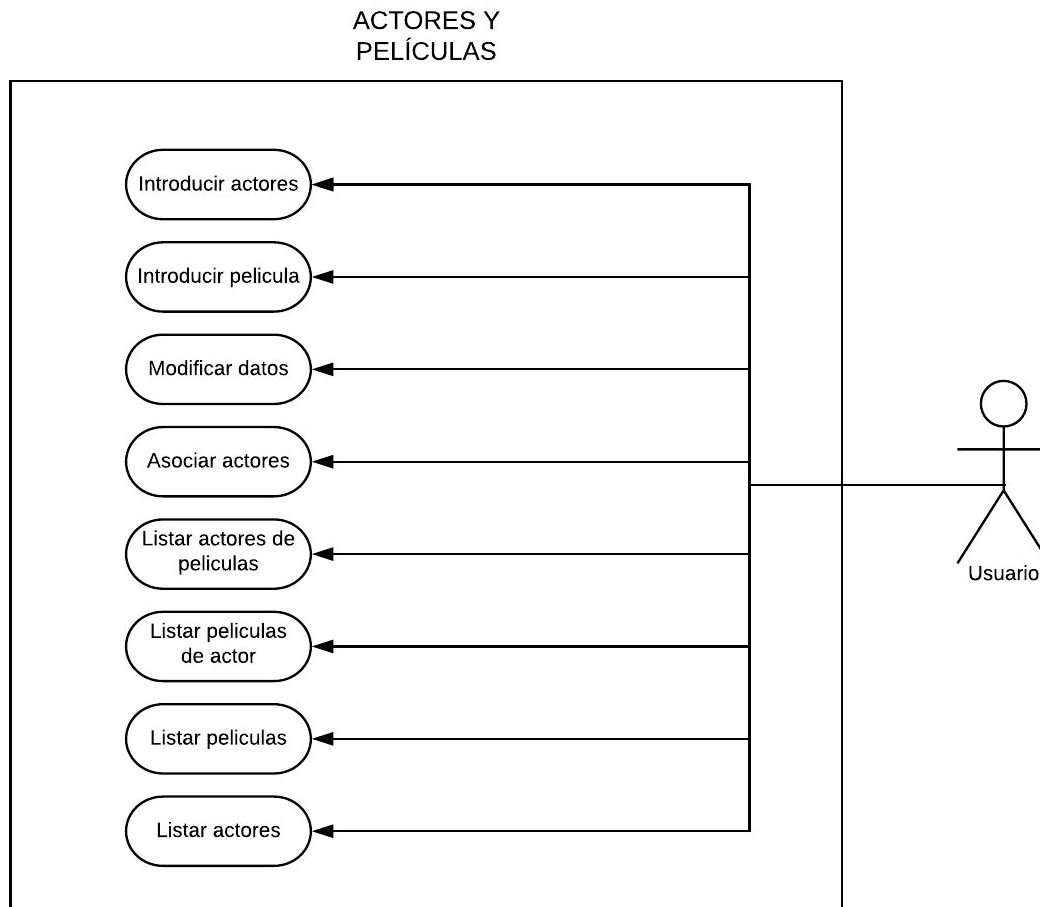 ACTORES Y
PELÍCULAS
Introducir actores
Introducir pelicula
Modificar datos
Asociar actores
Listar actores de
peliculas
Listar peliculas
de actor
Listar peliculas
Listar actores
Usuario